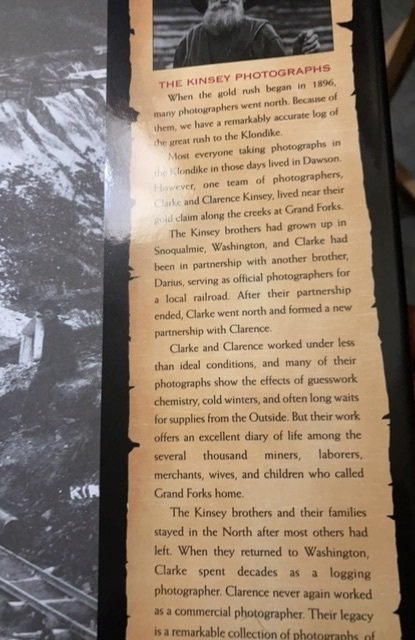 THE KINSEY PHOTOGRAPHS
When the gold rush began in 1896,
many photographers went north. Because of
them, we have a remarkably accurate log of
the great rush to the Klondike.
Most everyone taking photographs in
the Klondike in those days lived in Dawson.
However, one team of photographers,
Clarke and Clarence Kinsey, lived near their
gold claim along the creeks at Grand Forks.
The Kinsey brothers had grown up in
Snoqualmie, Washington, and Clarke had
been in partnership with another brother,
Darius, serving as official photographers for
a local railroad. After their partnership
ended, Clarke went north and formed a new
partnership with Clarence.
Clarke and Clarence worked under less
than ideal conditions, and many of their
photographs show the effects of guesswork
chemistry, cold winters, and often long waits
for supplies from the Outside. But their work
offers an excellent diary of life among the
several thousand miners, laborers,
merchants, wives, and children who called
Grand Forks home.
The Kinsey brothers and their families
stayed in the North after most others had
left. When they returned to Washington,
Clarke spent decades as a logging
photographer. Clarence never again worked
as a commercial photographer. Their legacy
is a remarkable collection of photographs, of